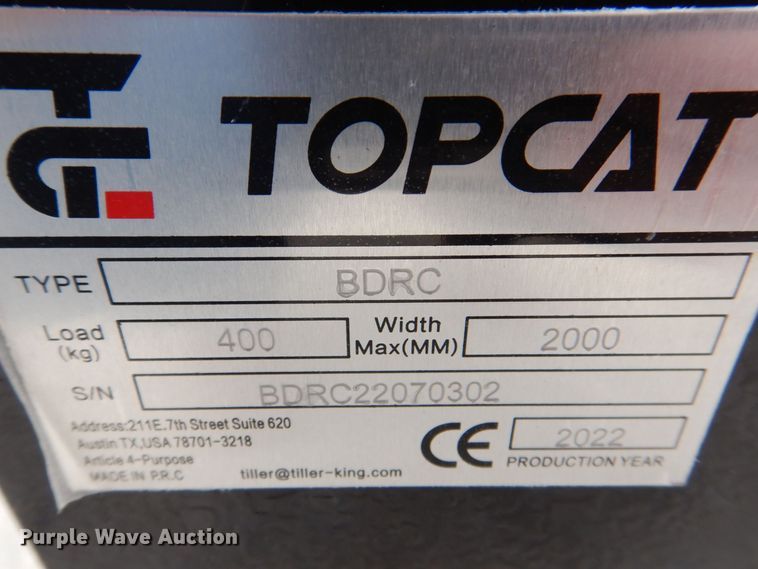 TC TOPCAT
TYPE BDRC
Load (kg) 400 Width Max(MM) 2000
S/N BDRC22070302
Address:211E.7th Street Suite 620
Austin TX,USA 78701-3218
Article 4-Purpose
MADE IN P.R.C tiller@tiller-king.com
CE 2022
PRODUCTION YEAR
Purple Wave Auction